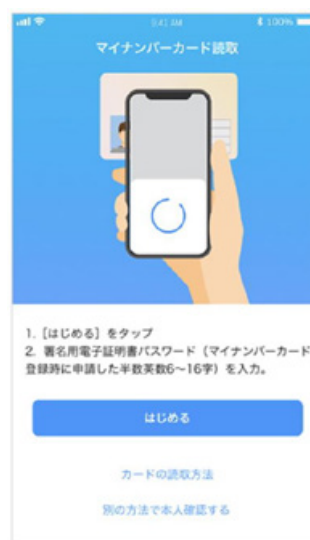 9:41 AM
100%
マイナンバーカード読取
1. [はじめる] をタップ
2. 署名用電子証明書パスワード（マイナンバーカード
登録時に申請した半数英数6〜16字）を入力。
はじめる
カードの読取方法
別の方法で本人確認する